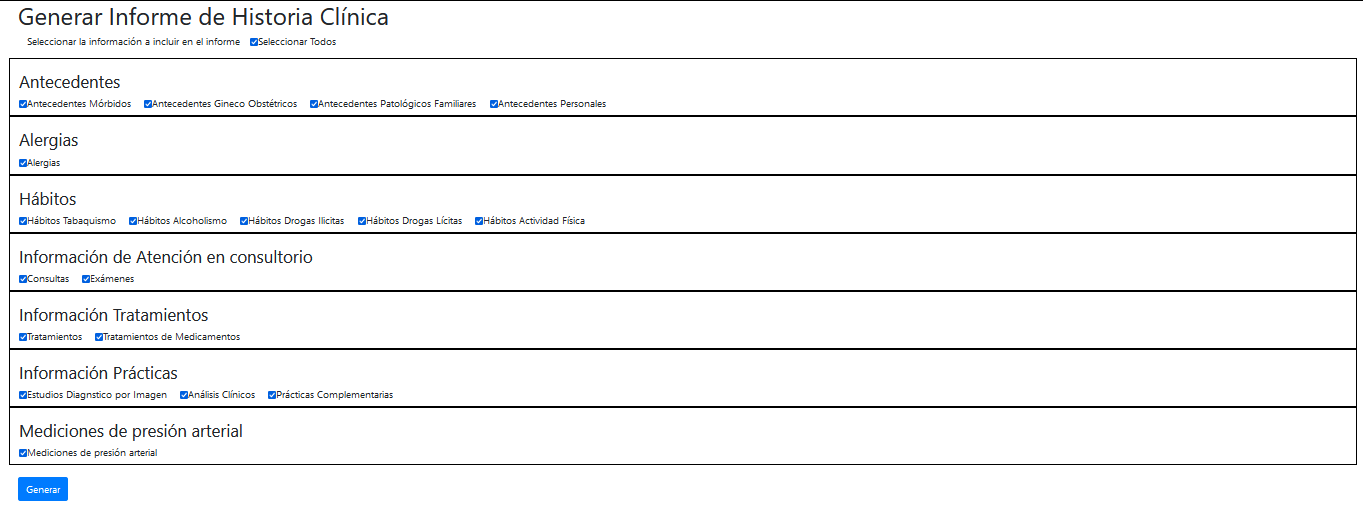 Generar Informe de Historia Clínica
Seleccionar la información a incluir en el informe Seleccionar Todos
Antecedentes
Antecedentes Mórbidos Antecedentes Gineco Obstétricos Antecedentes Patológicos Familiares Antecedentes Personales
Alergias
Alergias
Hábitos
Hábitos Tabaquismo Hábitos Alcoholismo Hábitos Drogas Ilicitas Hábitos Drogas Lícitas Hábitos Actividad Física
Información de Atención en consultorio
Consultas Exámenes
Información Tratamientos
Tratamientos Tratamientos de Medicamentos
Información Prácticas
Estudios Diagnstico por Imagen Análisis Clínicos Prácticas Complementarias
Mediciones de presión arterial
Mediciones de presión arterial
Generar